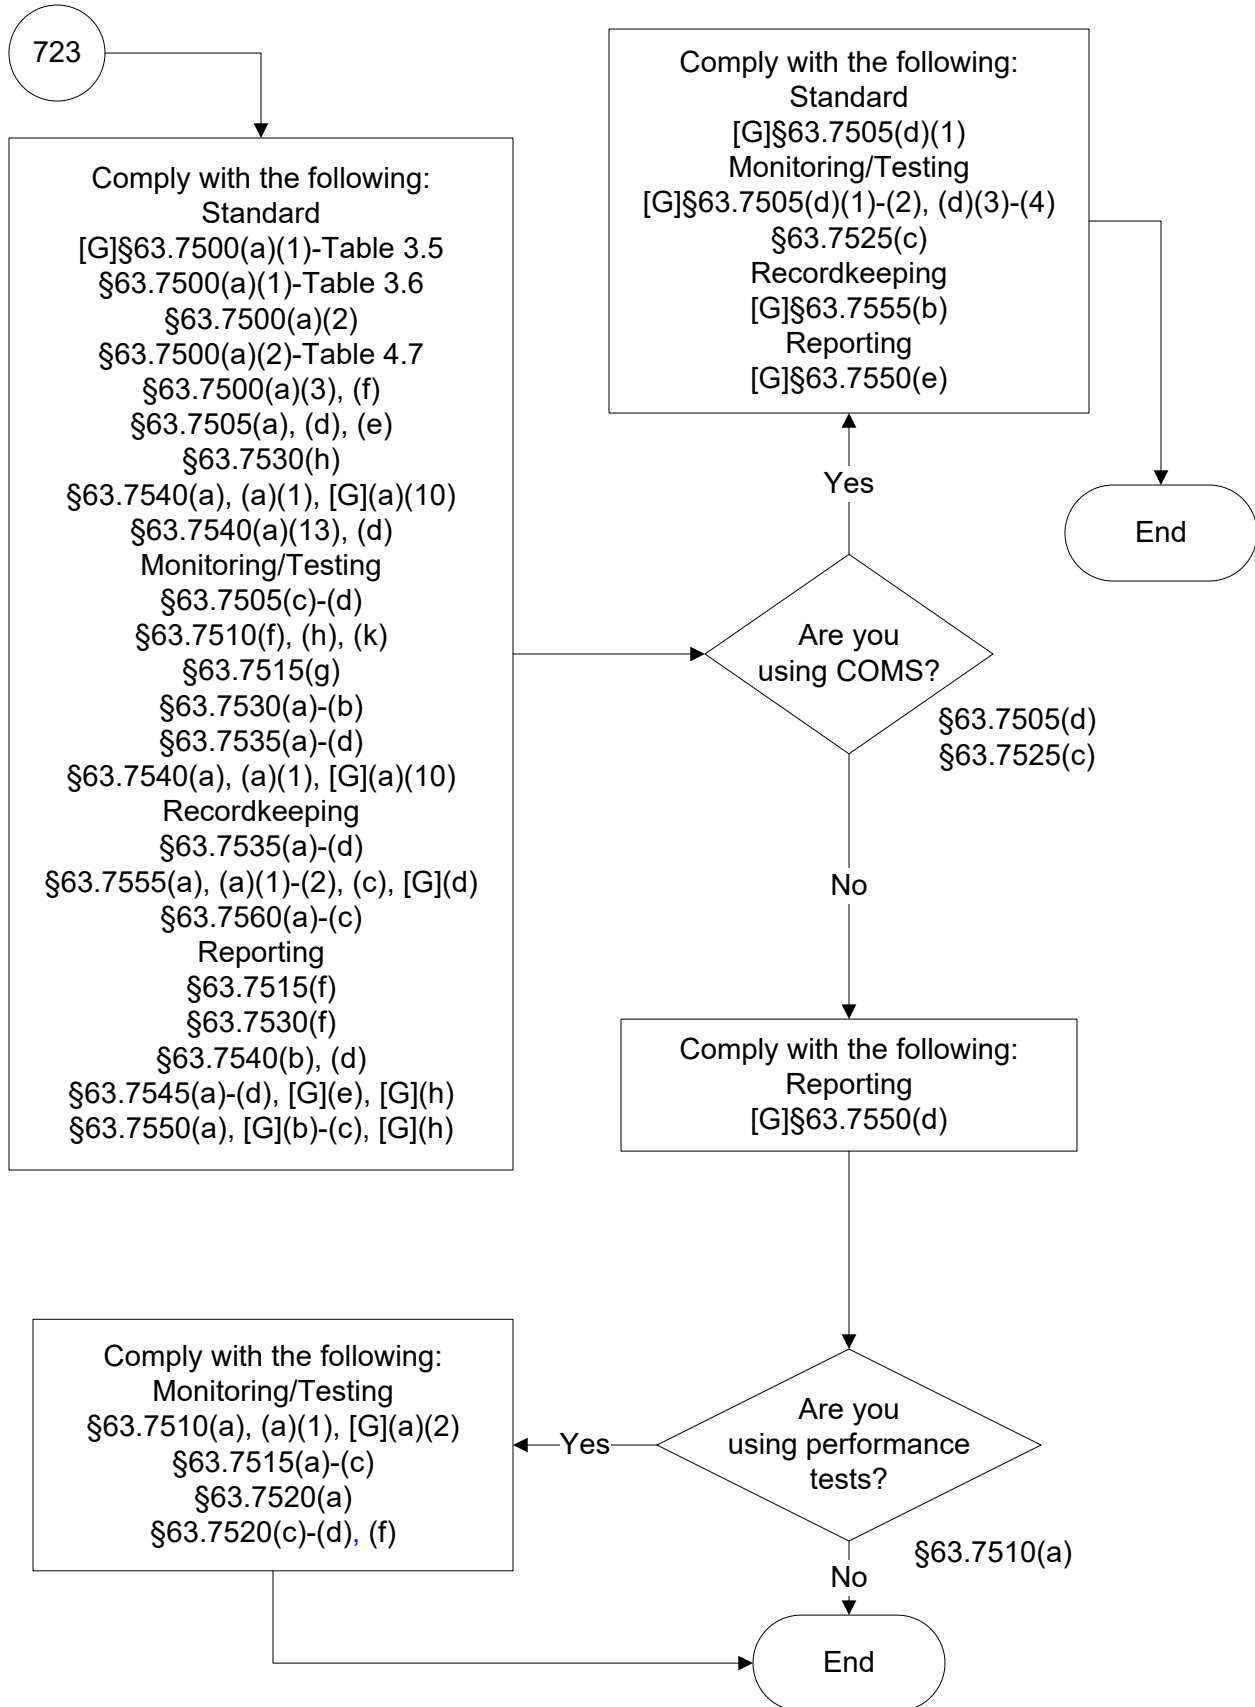 723
Comply with the following:
Standard
[G]§63.7500(a)(1)-Table 3.5
§63.7500(a)(1)-Table 3.6
§63.7500(a)(2)
§63.7500(a)(2)-Table 4.7
§63.7500(a)(3), (f)
§63.7505(a), (d), (e)
§63.7530(h)
§63.7540(a), (a)(1), [G](a)(10)
§63.7540(a)(13), (d)
Monitoring/Testing
§63.7505(c)-(d)
§63.7510(f), (h), (k)
§63.7515(g)
§63.7530(a)-(b)
§63.7535(a)-(d)
§63.7540(a), (a)(1), [G](a)(10)
Recordkeeping
§63.7535(a)-(d)
§63.7555(a), (a)(1)-(2), (c), [G](d)
§63.7560(a)-(c)
Reporting
§63.7515(f)
§63.7530(f)
§63.7540(b), (d)
§63.7545(a)-(d), [G](e), [G](h)
§63.7550(a), [G](b)-(c), [G](h)
Comply with the following:
Standard
[G]§63.7505(d)(1)
Monitoring/Testing
[G]§63.7505(d)(1)-(2), (d)(3)-(4)
§63.7525(c)
Recordkeeping
[G]§63.7555(b)
Reporting
[G]§63.7550(e)
Yes
End
Are you
using COMS?
§63.7505(d)
§63.7525(c)
No
Comply with the following:
Reporting
[G]§63.7550(d)
Are you
using performance
tests?
§63.7510(a)
Yes
Comply with the following:
Monitoring/Testing
§63.7510(a), (a)(1), [G](a)(2)
§63.7515(a)-(c)
§63.7520(a)
§63.7520(c)-(d), (f)
No
End